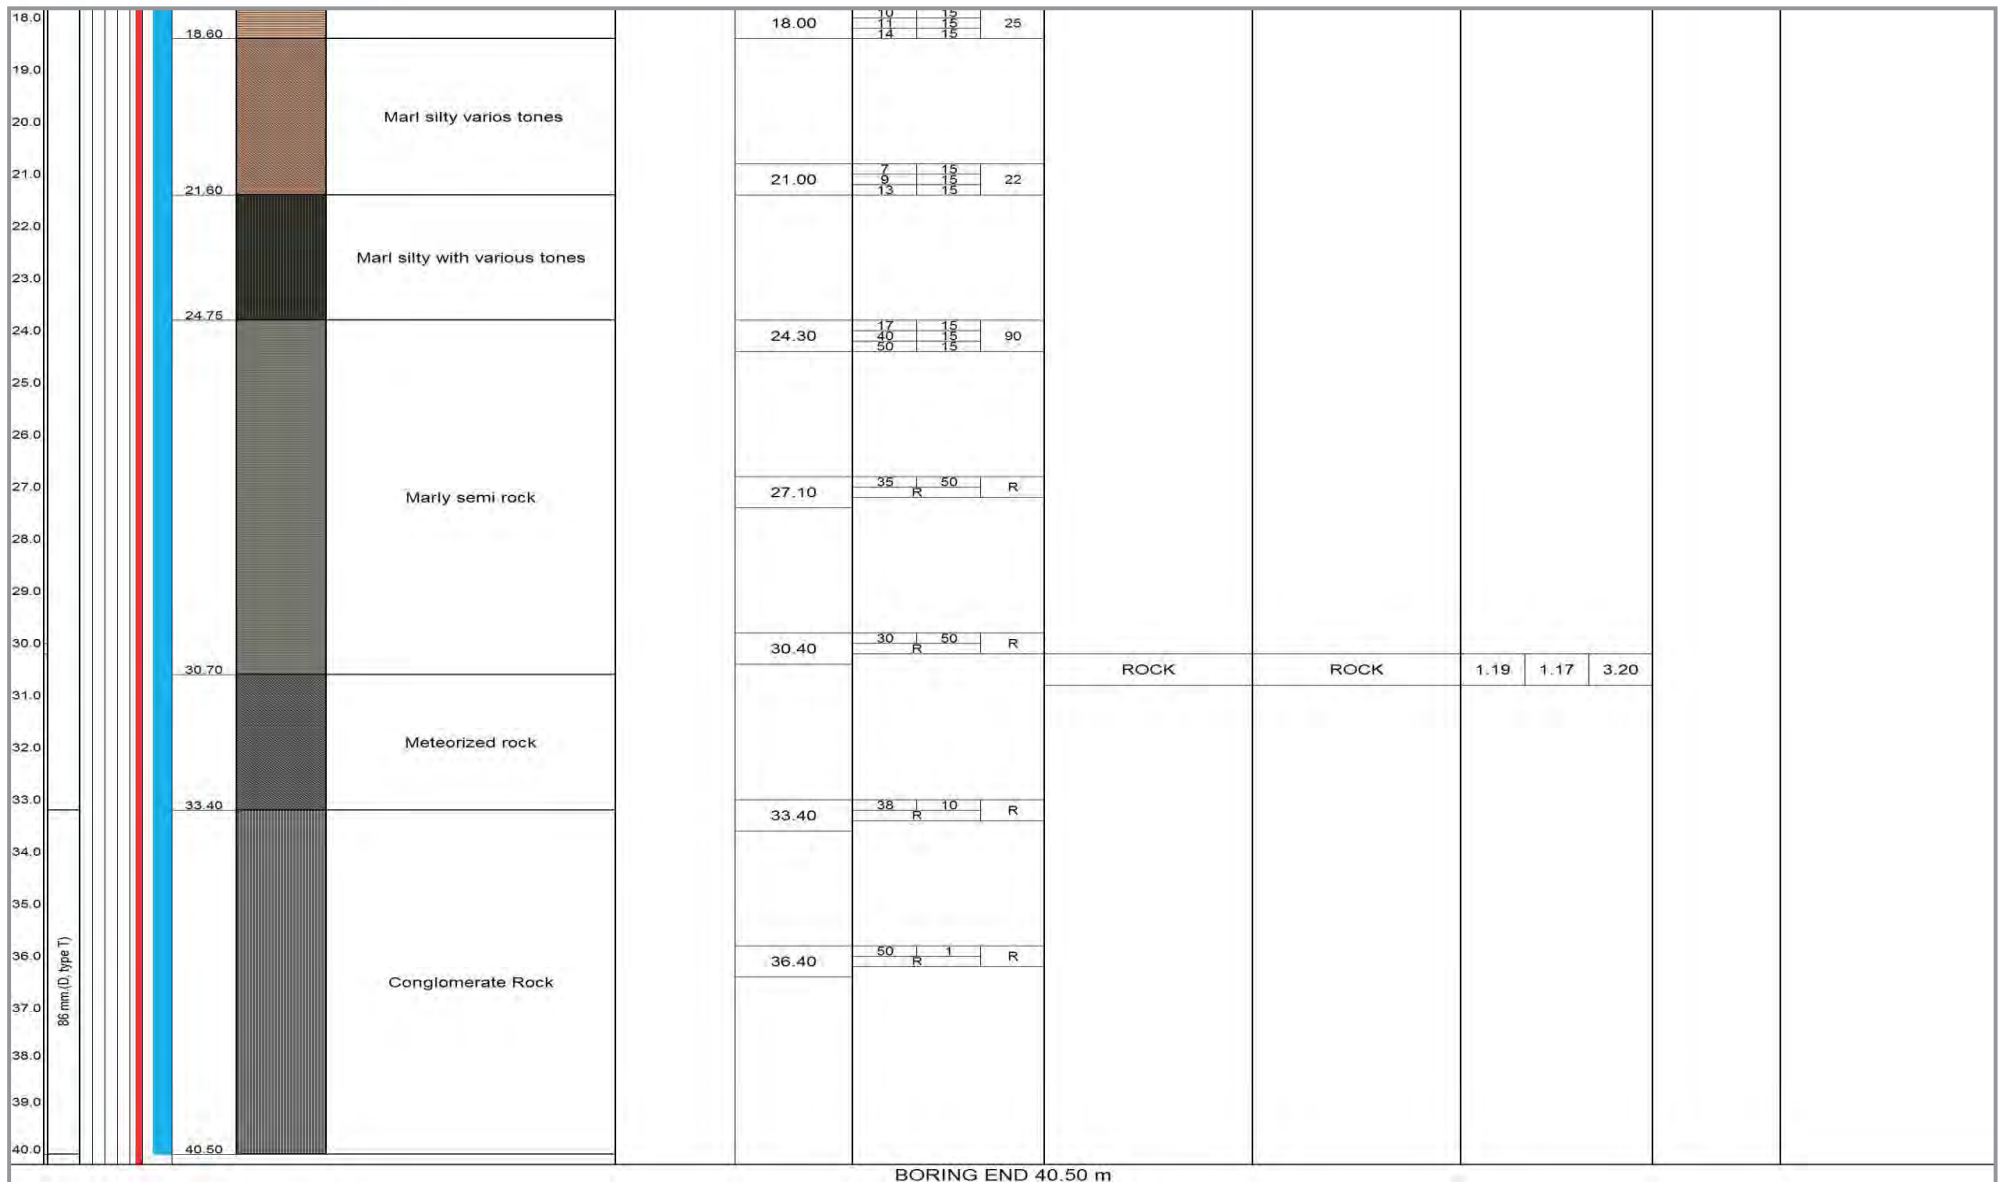 18.0
10 15
18.00 11 15 25
18.60
14 15
19.0
Marl silty varios tones
20.0
21.0
7 15
21.00 9 15 22
21.60
13 15
22.0
Marl silty with various tones
23.0
24.75
17 15
24.0
24.30 40 15 90
50 15
25.0
26.0
27.0
35 50
27.10 R R
Marly semi rock
28.0
29.0
30.0
30 50
30.40 R R
30.70
ROCK ROCK 1.19 1.17 3.20
31.0
Meteorized rock
32.0
33.0
33.40
38 10
33.40 R R
34.0
35.0
36.0
50 1
36.40 R R
86 mm.(D, type T)
Conglomerate Rock
37.0
38.0
39.0
40.0
40.50
BORING END 40.50 m